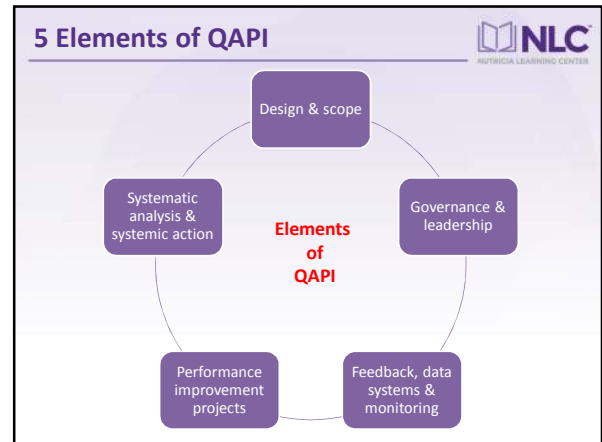 5 Elements of QAPI
NLC™
NUTRICIA LEARNING CENTER
Design & scope
Governance &
leadership
Feedback, data
systems &
monitoring
Performance
improvement
projects
Systematic
analysis &
systemic action
Elements
of
QAPI